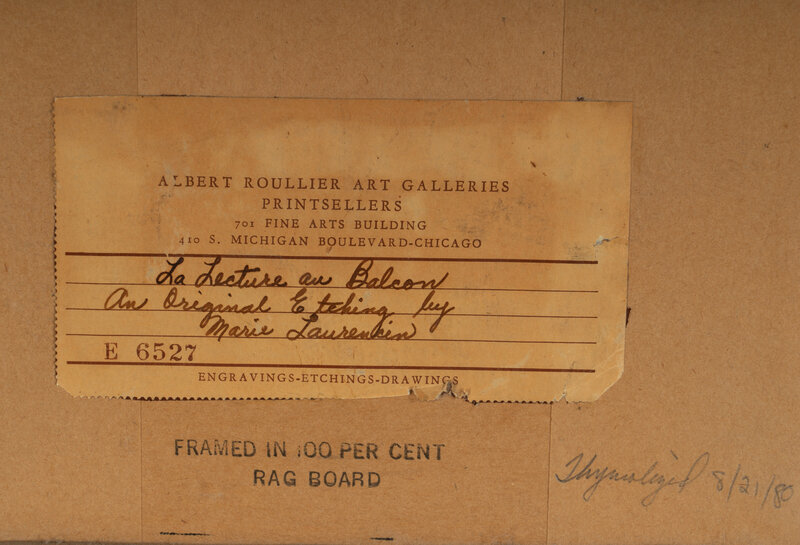 ALBERT ROULLIER ART GALLERIES
PRINTSELLERS
701 FINE ARTS BUILDING
410 S. MICHIGAN BOULEVARD-CHICAGO
La Lecture au Balcon
An Original Etching by
Marie Laurencin
E 6527
ENGRAVINGS-ETCHINGS-DRAWINGS
FRAMED IN 100 PER CENT
RAG BOARD
Thymolized 8/21/80